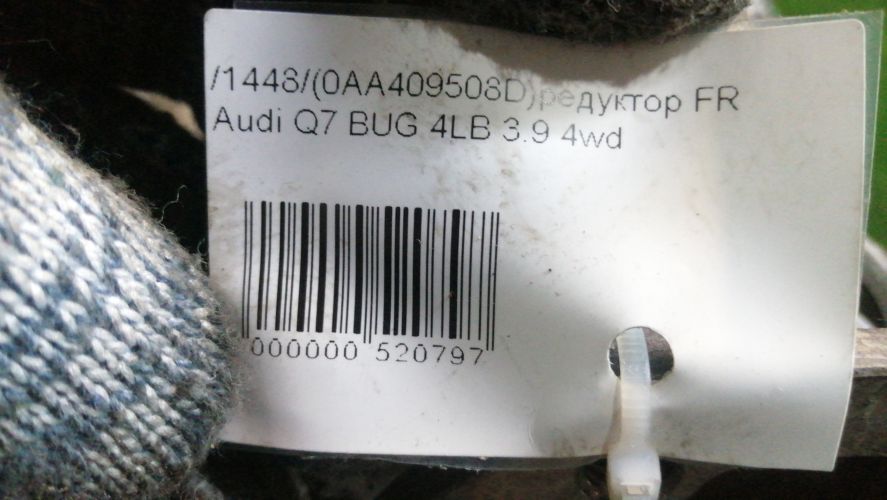 /1448/(0AA409508D)редуктор FR
Audi Q7 BUG 4LB 3.9 4wd
000000 520797